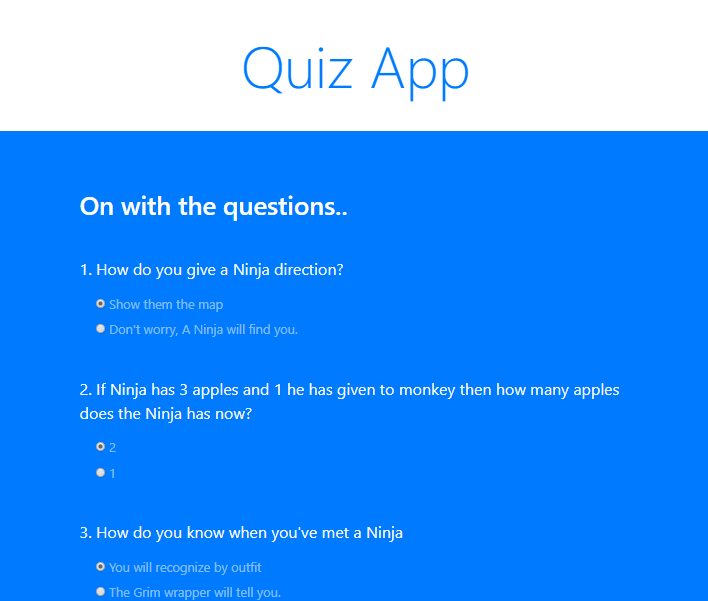 Quiz App
On with the questions..
1. How do you give a Ninja direction?
Show them the map
Don't worry, A Ninja will find you.
2. If Ninja has 3 apples and 1 he has given to monkey then how many apples
does the Ninja has now?
2
1
3. How do you know when you've met a Ninja
You will recognize by outfit
The Grim wrapper will tell you.